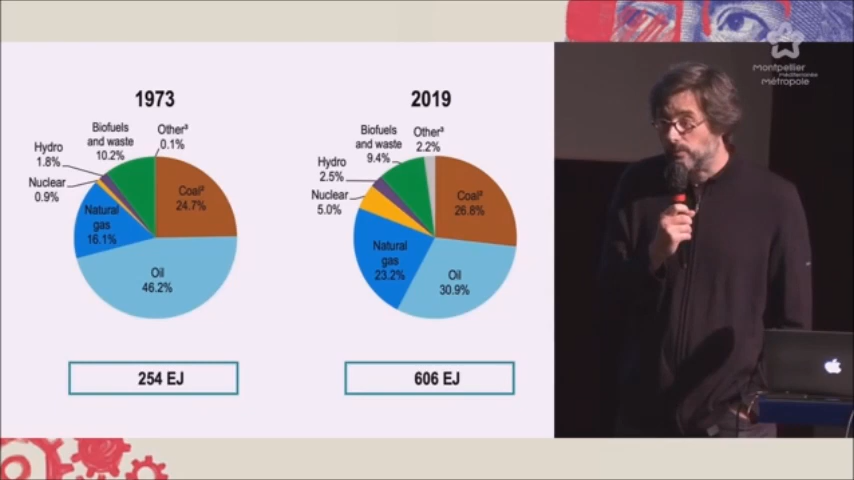 montpellier
méditerranée
métropole
1973
2019
Hydro
1.8%
Biofuels
and waste
10.2%
Other³
0.1%
Nuclear
0.9%
Coal²
24.7%
Natural
gas
16.1%
Oil
46.2%
Hydro
2.5%
Biofuels
and waste
9.4%
Other³
2.2%
Nuclear
5.0%
Coal²
26.8%
Natural
gas
23.2%
Oil
30.9%
254 EJ
606 EJ